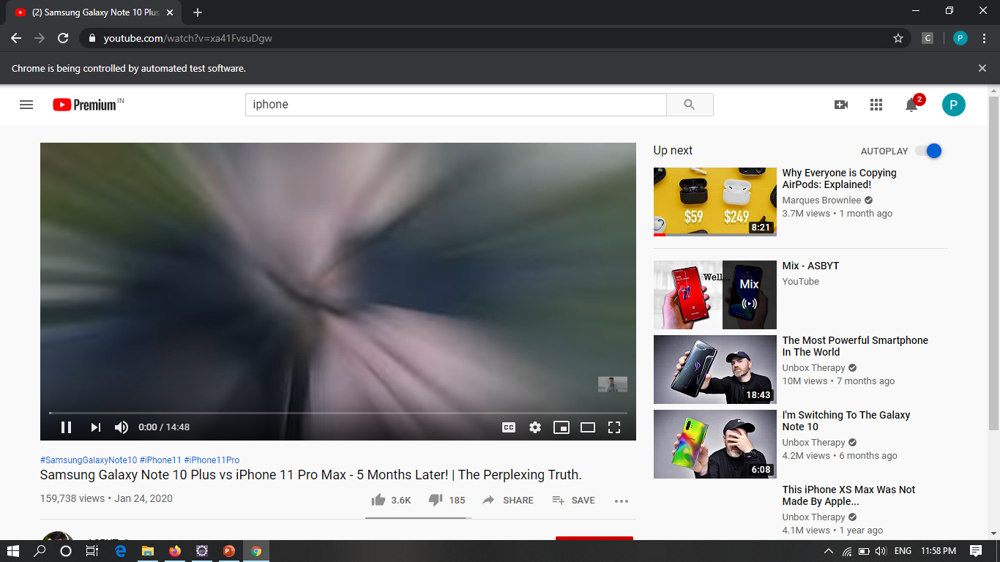 (2) Samsung Galaxy Note 10 Plus
youtube.com/watch?v=xa41FvsuDgw
C
P
Chrome is being controlled by automated test software.
Premium IN
iphone
2
P
Up next
AUTOPLAY
Why Everyone is Copying
AirPods: Explained!
Marques Brownlee
3.7M views • 1 month ago
$59 $249
8:21
Mix - ASBYT
YouTube
Well...
Mix
The Most Powerful Smartphone
In The World
Unbox Therapy
10M views • 7 months ago
18:43
I'm Switching To The Galaxy
Note 10
Unbox Therapy
4.2M views • 6 months ago
6:08
This iPhone XS Max Was Not
Made By Apple...
Unbox Therapy
4.1M views • 1 year ago
0:00 / 14:48
CC
#SamsungGalaxyNote10 #iPhone11 #iPhone11Pro
Samsung Galaxy Note 10 Plus vs iPhone 11 Pro Max - 5 Months Later! | The Perplexing Truth.
159,738 views • Jan 24, 2020
3.6K 185 SHARE SAVE
ENG 11:58 PM